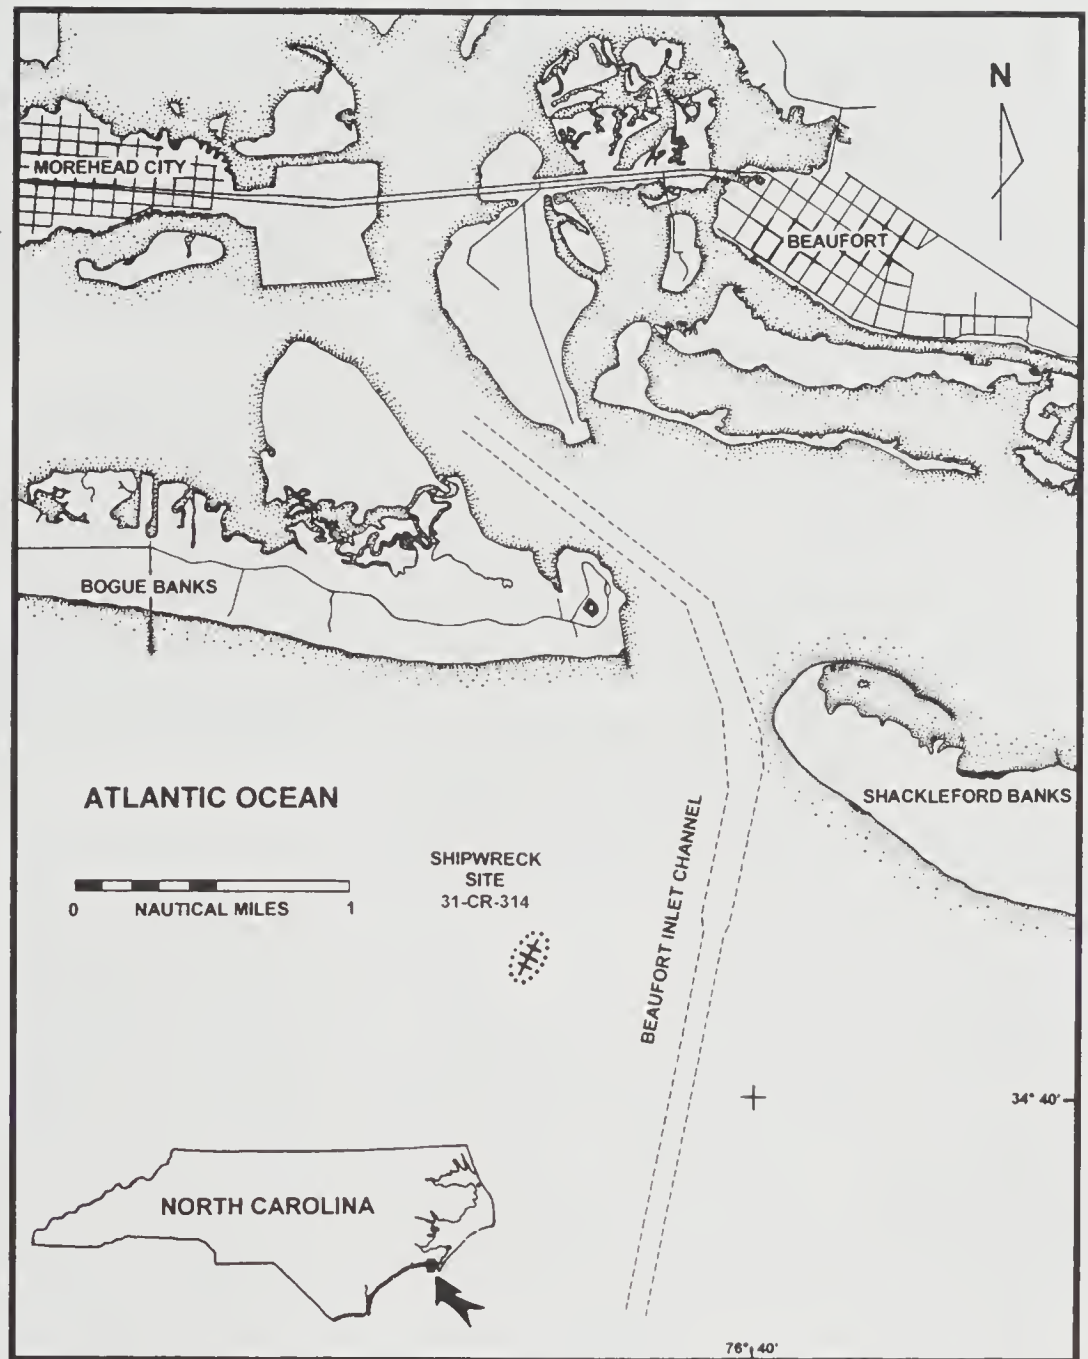 N
MOREHEAD CITY
BEAUFORT
BOGUE BANKS
ATLANTIC OCEAN
SHACKLEFORD BANKS
BEAUFORT INLET CHANNEL
SHIPWRECK
SITE
31-CR-314
0 NAUTICAL MILES 1
34° 40'
NORTH CAROLINA
76° 40'